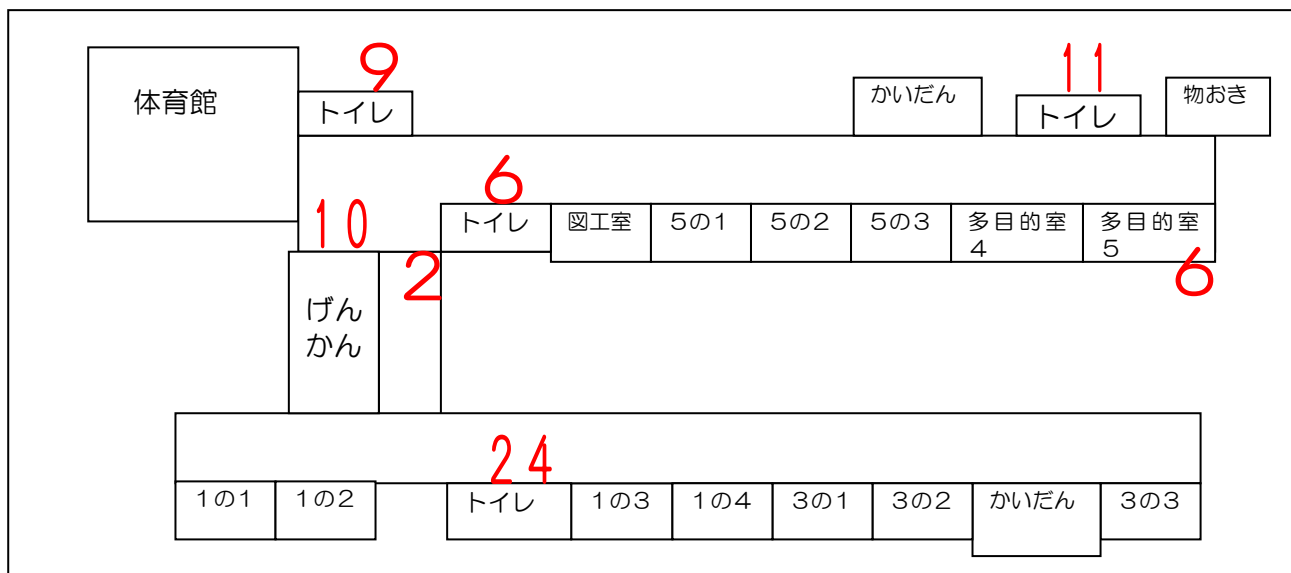 ９
１１
体育館
トイレ
かいだん
トイレ
物おき
６
トイレ
図工室
５の１
５の２
５の３
多目的室
４
多目的室
５
１０
２
６
げん
かん
２４
１の１
１の２
トイレ
１の３
１の４
３の１
３の２
かいだん
３の３